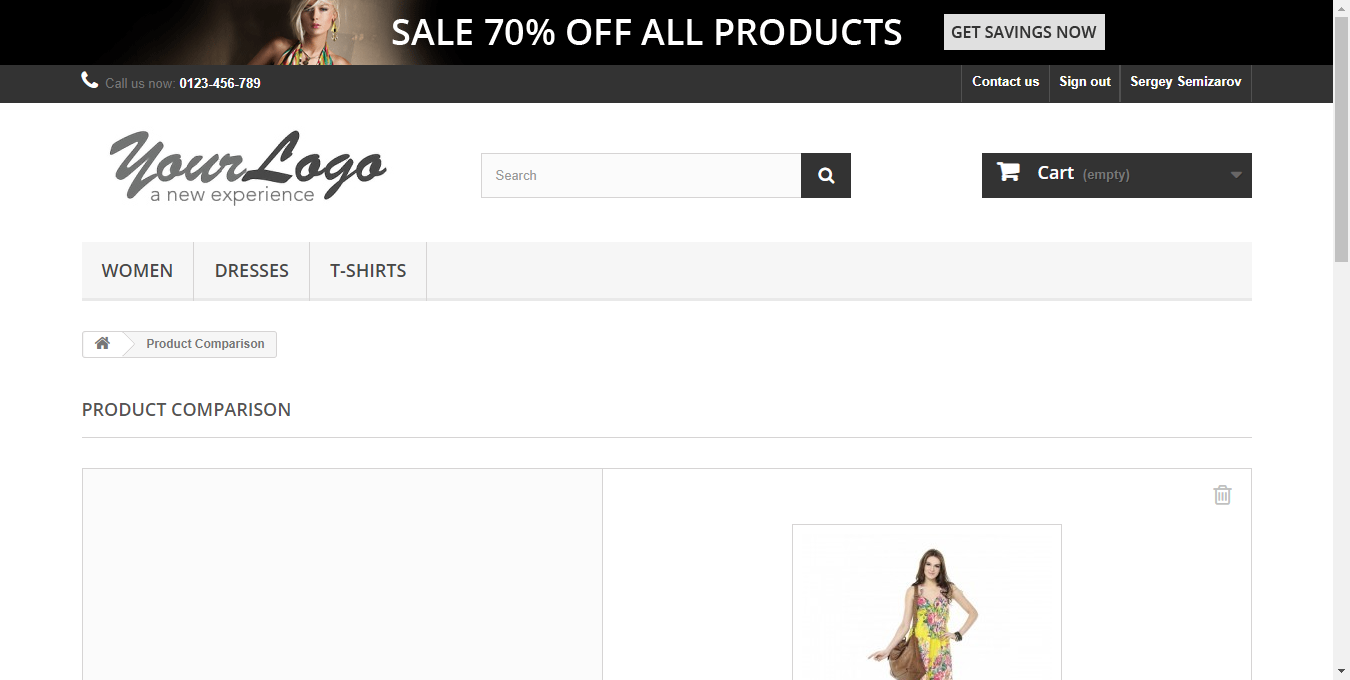 SALE 70% OFF ALL PRODUCTS
GET SAVINGS NOW
Call us now: 0123-456-789
Contact us
Sign out
Sergey Semizarov
YourLogo
a new experience
Search
Cart (empty)
WOMEN
DRESSES
T-SHIRTS
Product Comparison
PRODUCT COMPARISON